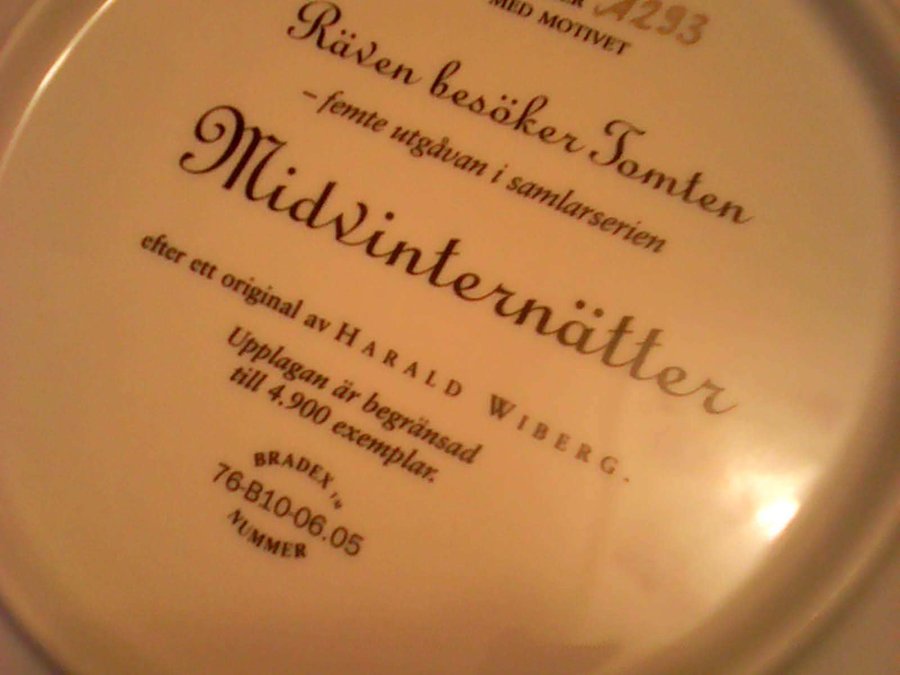 A293
MED MOTIVET
Räven besöker Tomten
– femte utgåvan i samlarserien
Midvinternätter
efter ett original av HARALD WIBERG.
Upplagan är begränsad
till 4.900 exemplar.
BRADEX TM
76-B10-06.05
NUMMER